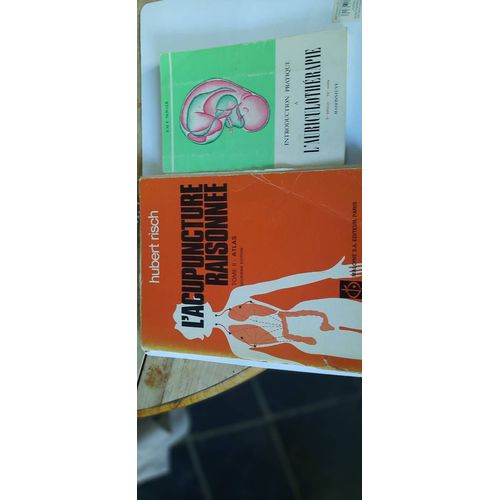 INTRODUCTION PRATIQUE
A
L'AURICULOTHÉRAPIE
MAISONNEUVE
hubert risch
L'ACUPUNCTURE
RAISONNÉE
TOME II : ATLAS
MALOINE S.A. ÉDITEUR, PARIS